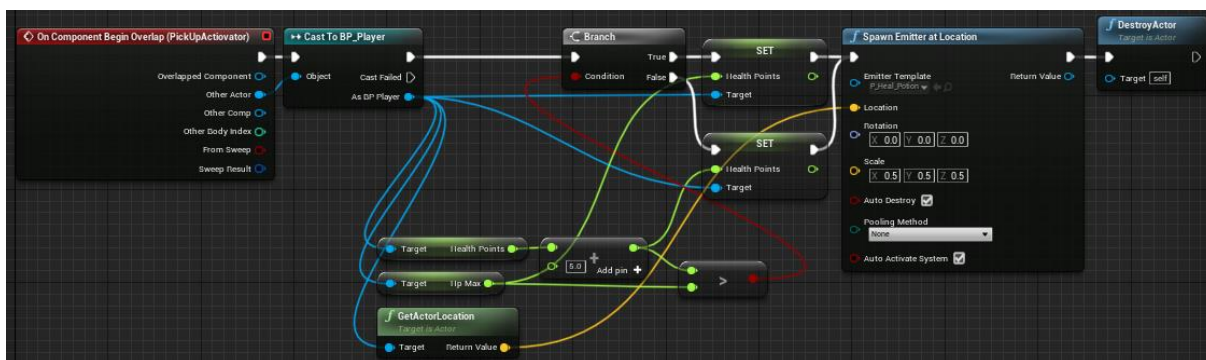 On Component Begin Overlap (PickUpActiovator)
Overlapped Component
Other Actor
Other Comp
Other Body Index
From Sweep
Sweep Result
Cast To BP_Player
Object
Cast Failed
As BP Player
Branch
True
Condition
False
SET
Health Points
Target
SET
Health Points
Target
Target
Health Points
5.0
Add pin +
>
Target
Hp Max
GetActorLocation
Target is Actor
Target
Return Value
Spawn Emitter at Location
Emitter Template
P_Heal_Potion
Return Value
Location
Rotation
X 0.0 Y 0.0 Z 0.0
Scale
X 0.5 Y 0.5 Z 0.5
Auto Destroy
Pooling Method
None
Auto Activate System
DestroyActor
Target is Actor
Target self